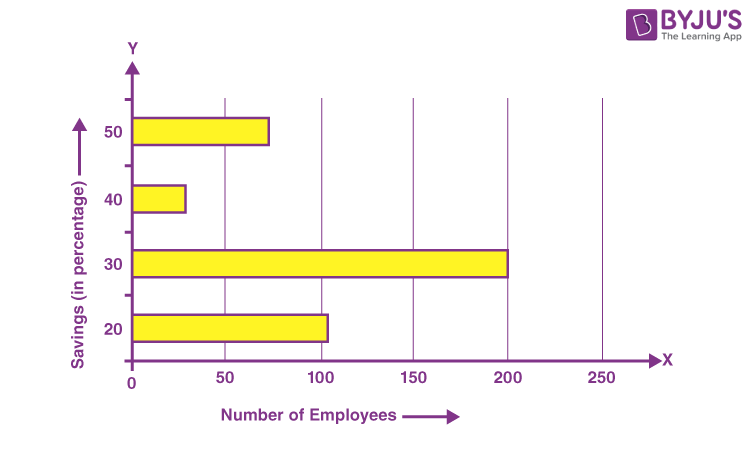 BYJU'S
The Learning App
Y
50
40
30
20
Savings (in percentage)
0
50
100
150
200
250
X
Number of Employees